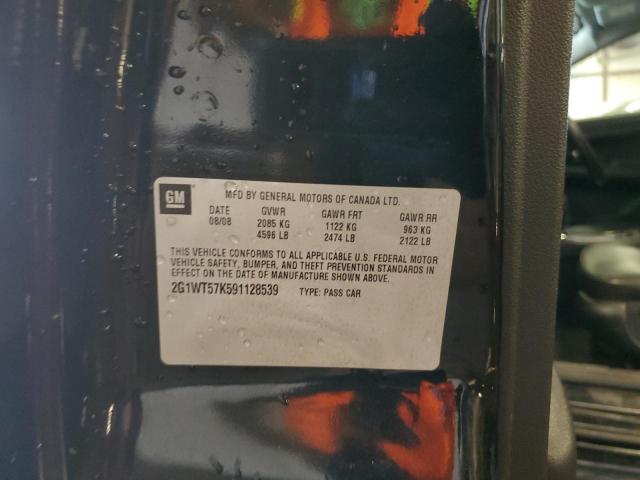 GM
MFD BY GENERAL MOTORS OF CANADA LTD.
DATE GVWR GAWR FRT GAWR RR
08/08 2085 KG 1122 KG 963 KG
4596 LB 2474 LB 2122 LB
THIS VEHICLE CONFORMS TO ALL APPLICABLE U.S. FEDERAL MOTOR
VEHICLE SAFETY, BUMPER, AND THEFT PREVENTION STANDARDS IN
EFFECT ON THE DATE OF MANUFACTURE SHOWN ABOVE.
2G1WT57K591128539 TYPE: PASS CAR